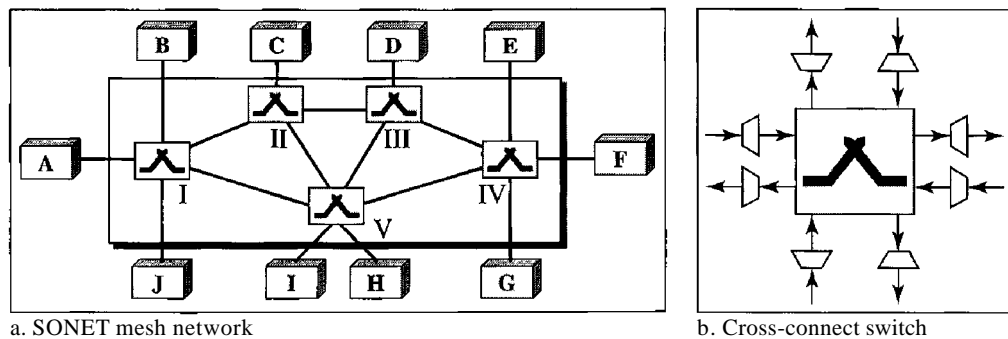 B C D E
A
F
II III
I IV
V
J I H G
a. SONET mesh network
b. Cross-connect switch